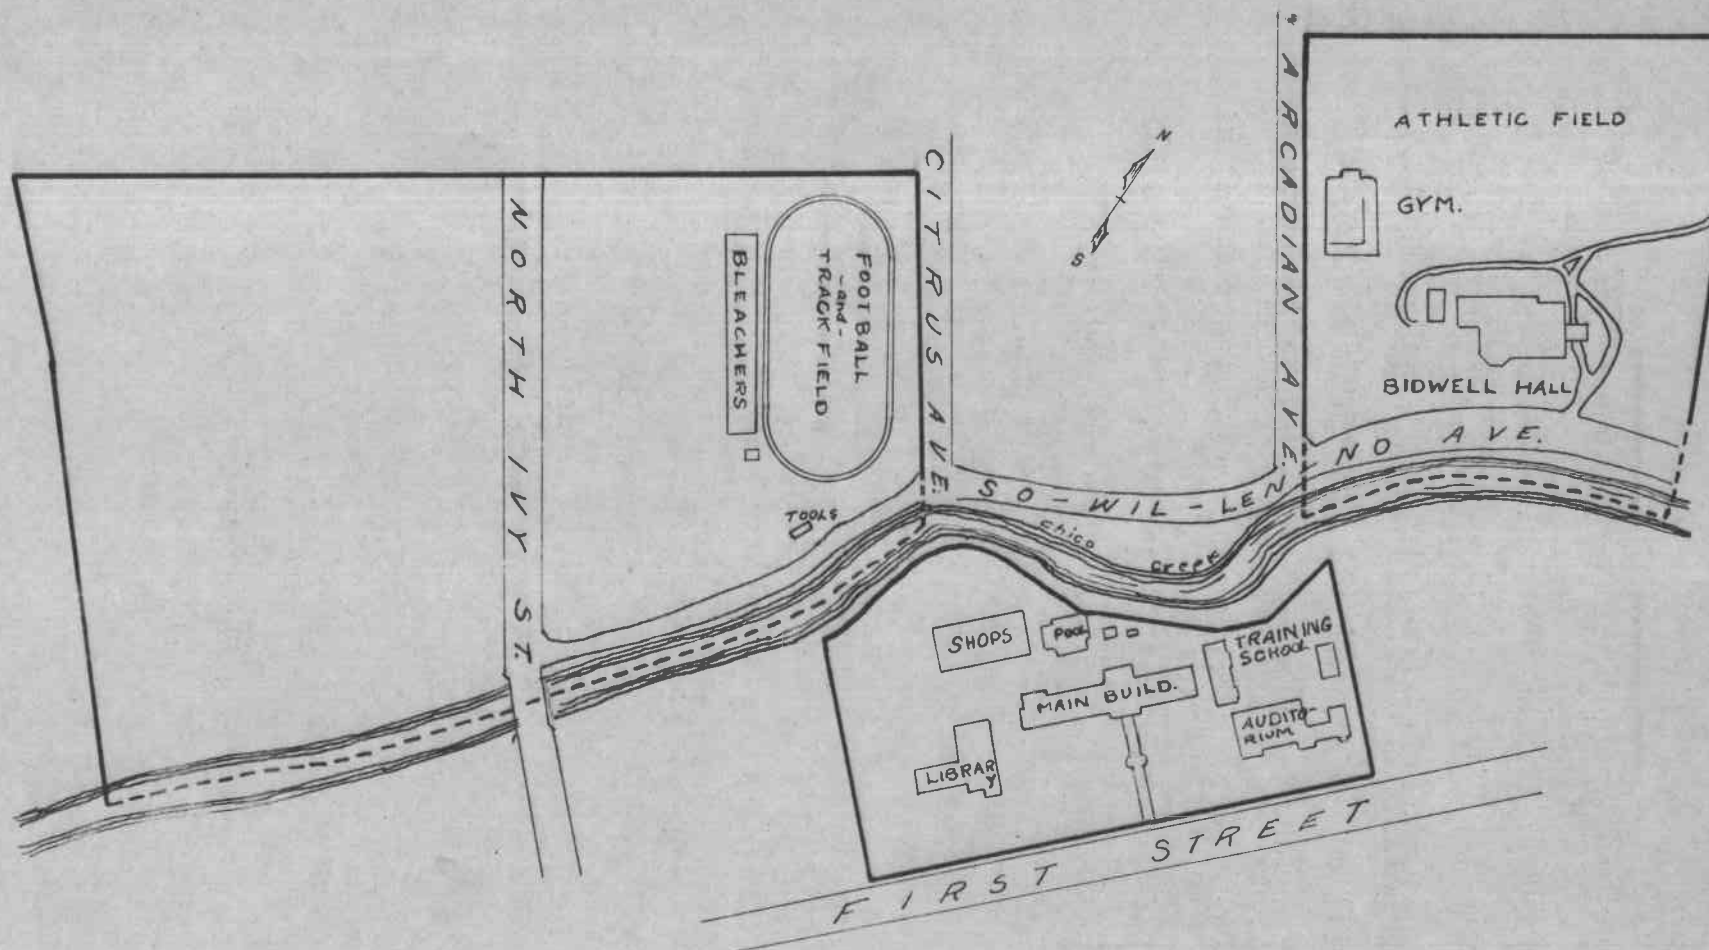 ATHLETIC FIELD
GYM.
BIDWELL HALL
ARCADIAN AVE.
N
S
CITRUS AVE.
NORTH IVY ST.
FOOTBALL
-and-
TRACK FIELD
BLEACHERS
TOOLS
SO-WIL-LEN-NO AVE.
Chico Creek
SHOPS
POOL
TRAINING
SCHOOL
MAIN BUILD.
AUDITO-
RIUM
LIBRAR
Y
FIRST STREET